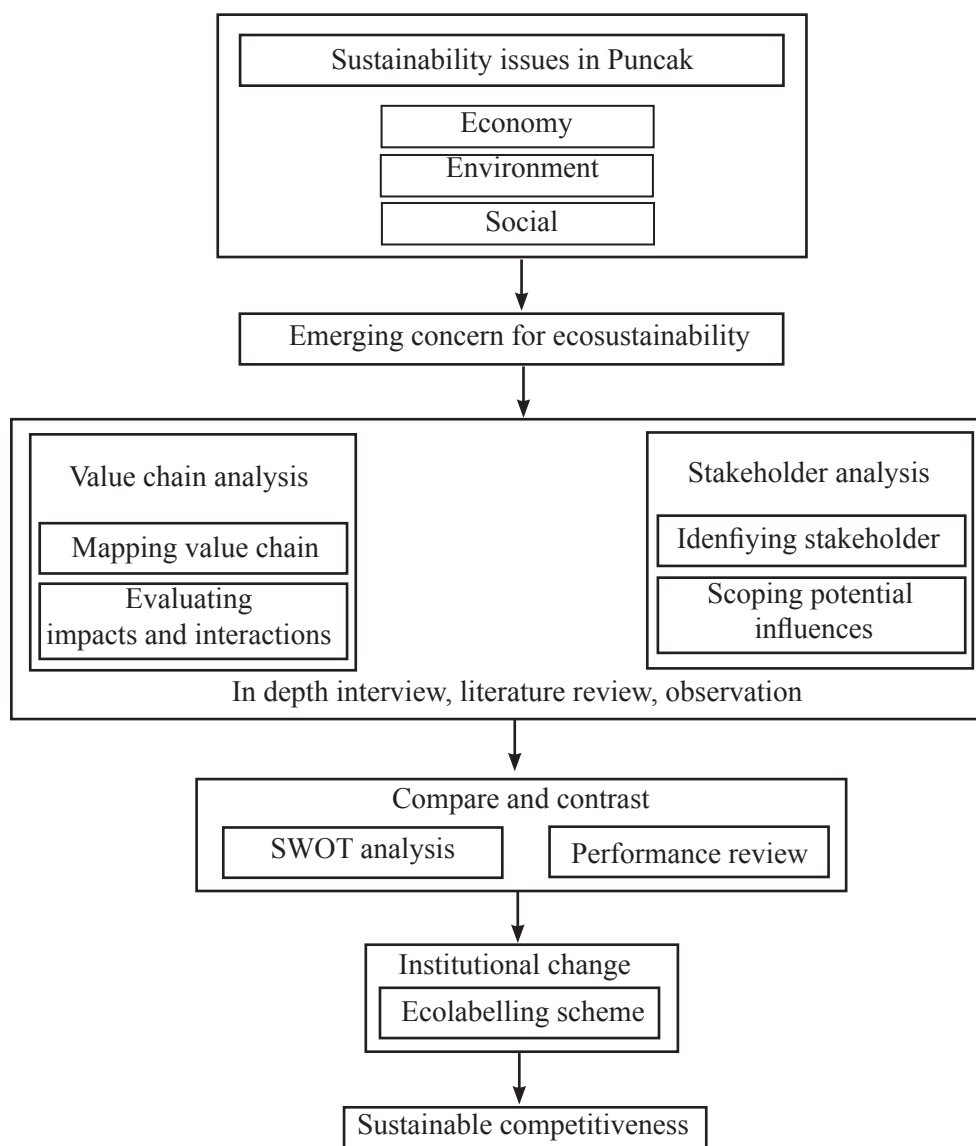 Sustainability issues in Puncak
Economy
Environment
Social
Emerging concern for ecosustainability
Value chain analysis
Mapping value chain
Evaluating
impacts and interactions
Stakeholder analysis
Idenfiying stakeholder
Scoping potential
influences
In depth interview, literature review, observation
Compare and contrast
SWOT analysis
Performance review
Institutional change
Ecolabelling scheme
Sustainable competitiveness